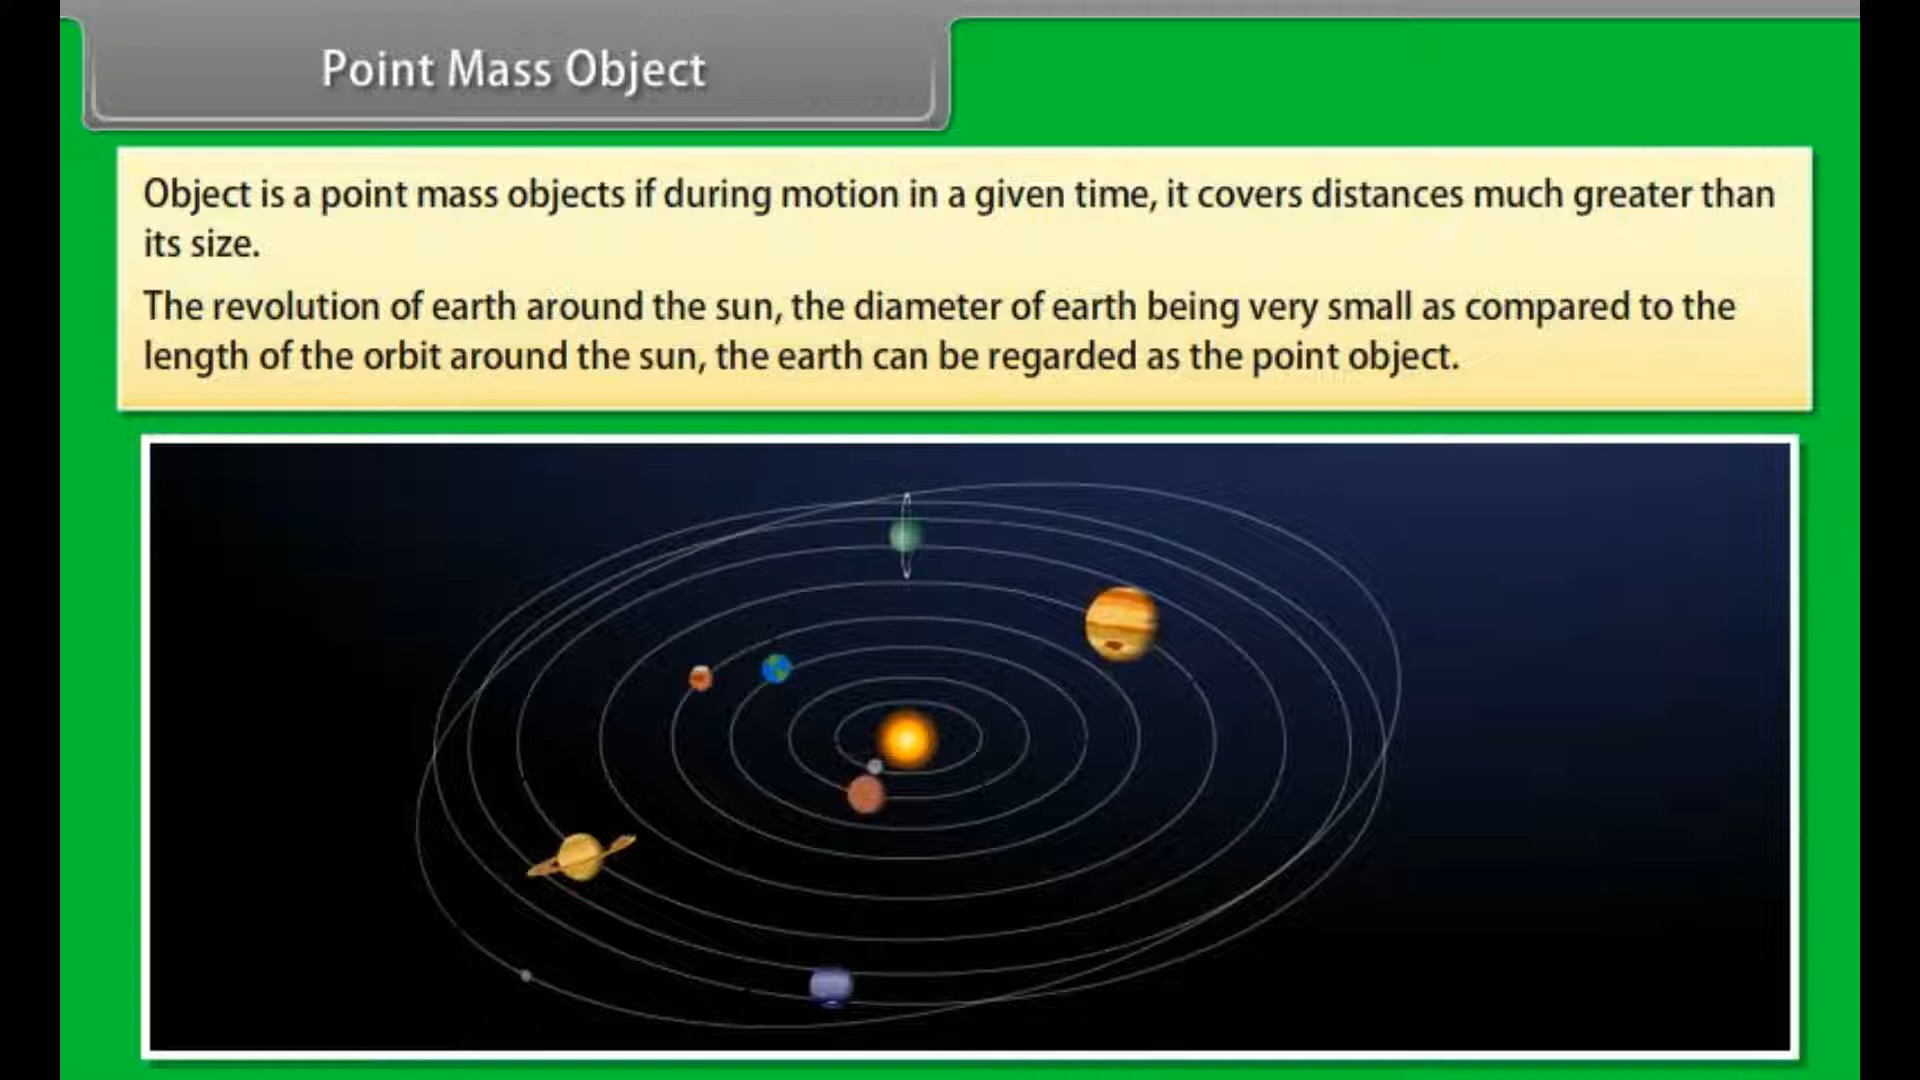 Point Mass Object
Object is a point mass objects if during motion in a given time, it covers distances much greater than
its size.
The revolution of earth around the sun, the diameter of earth being very small as compared to the
length of the orbit around the sun, the earth can be regarded as the point object.